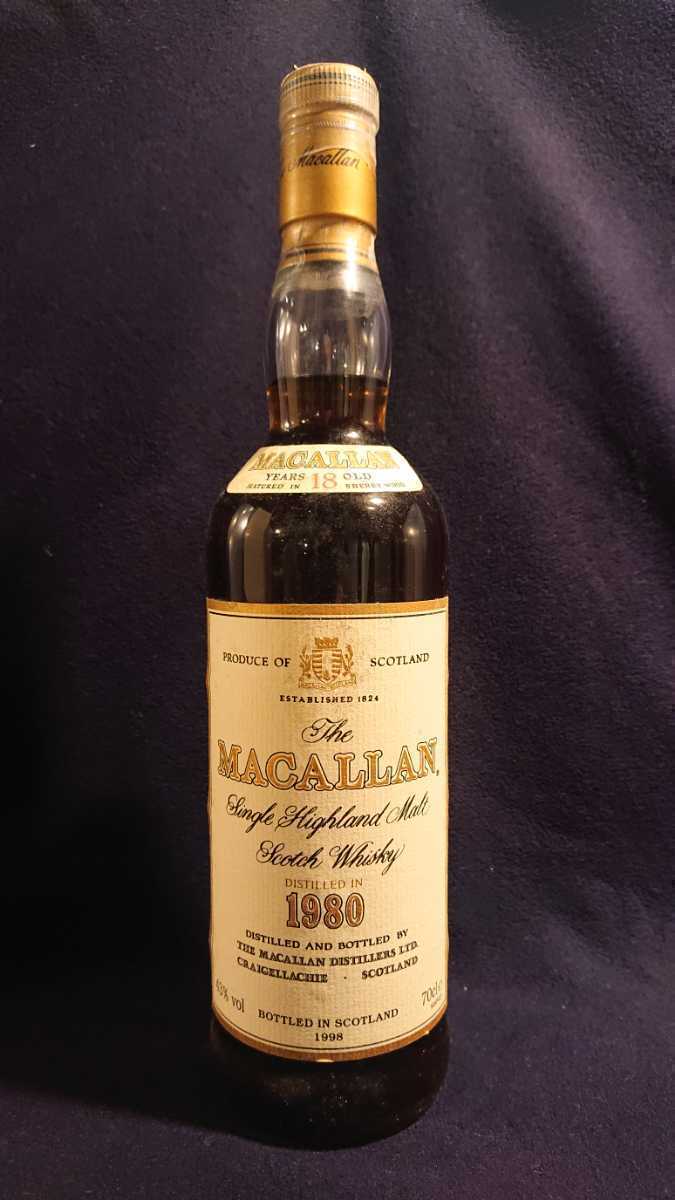 Macallan
MACALLAN
YEARS 18 OLD
MATURED IN SHERRY WOOD
PRODUCE OF SCOTLAND
ESTABLISHED 1824
The
MACALLAN.
Single Highland Malt
Scotch Whisky
DISTILLED IN
1980
DISTILLED AND BOTTLED BY
THE MACALLAN DISTILLERS LTD.
CRAIGELLACHIE · SCOTLAND
43% vol 70cl e
BOTTLED IN SCOTLAND
1998